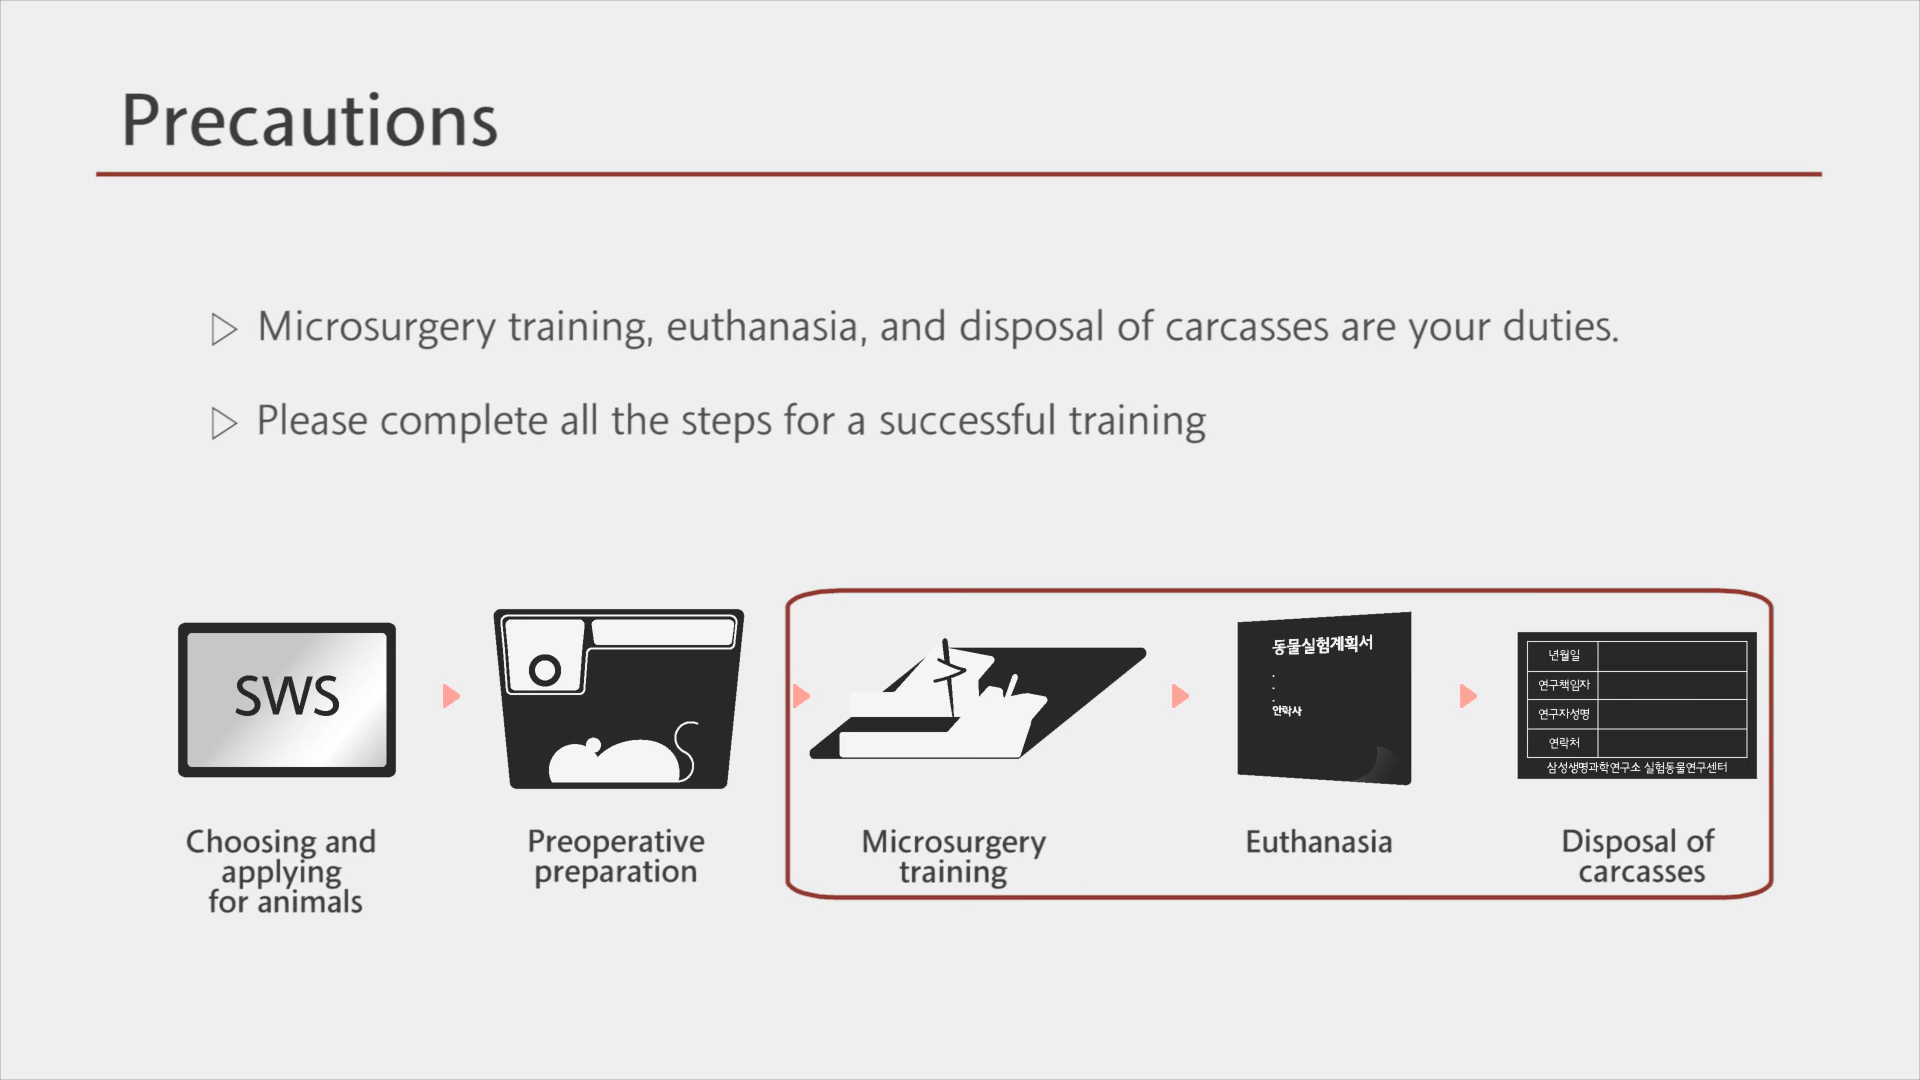 Precautions
Microsurgery training, euthanasia, and disposal of carcasses are your duties.
Please complete all the steps for a successful training
SWS
동물실험계획서
안락사
년월일
연구책임자
연구자성명
연락처
삼성생명과학연구소 실험동물연구센터
Choosing and
applying
for animals
Preoperative
preparation
Microsurgery
training
Euthanasia
Disposal of
carcasses